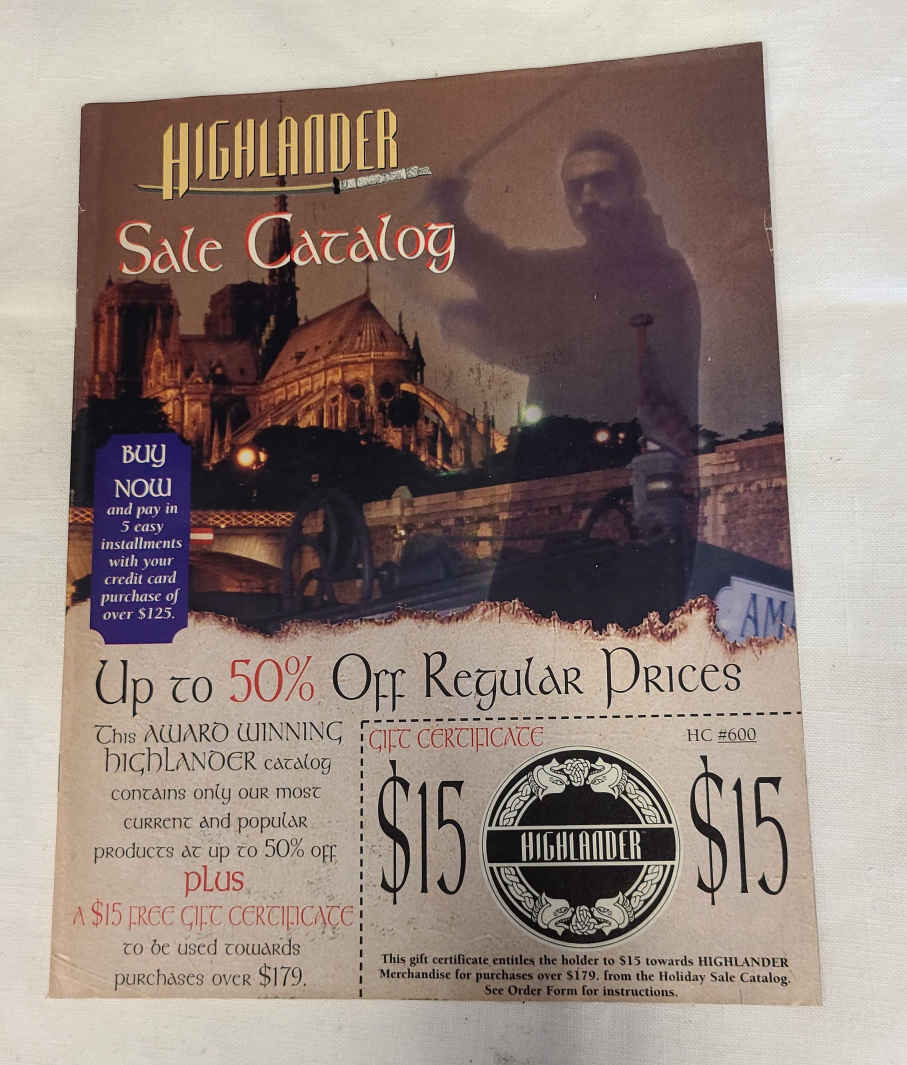 HIGHLANDER
Sale Catalog
BUY
NOW
and pay in
5 easy
installments
with your
credit card
purchase of
over $125.
AM
Up to 50% Off Regular Prices
This AWARD WINNING
HIGHLANDER catalog
contains only our most
current and popular
products at up to 50% off
plus
A $15 FREE GIFT CERTIFICATE
to be used towards
purchases over $179.
GIFT CERTIFICATE
HC #600
$15
HIGHLANDER™
$15
This gift certificate entitles the holder to $15 towards HIGHLANDER
Merchandise for purchases over $179. from the Holiday Sale Catalog.
See Order Form for instructions.